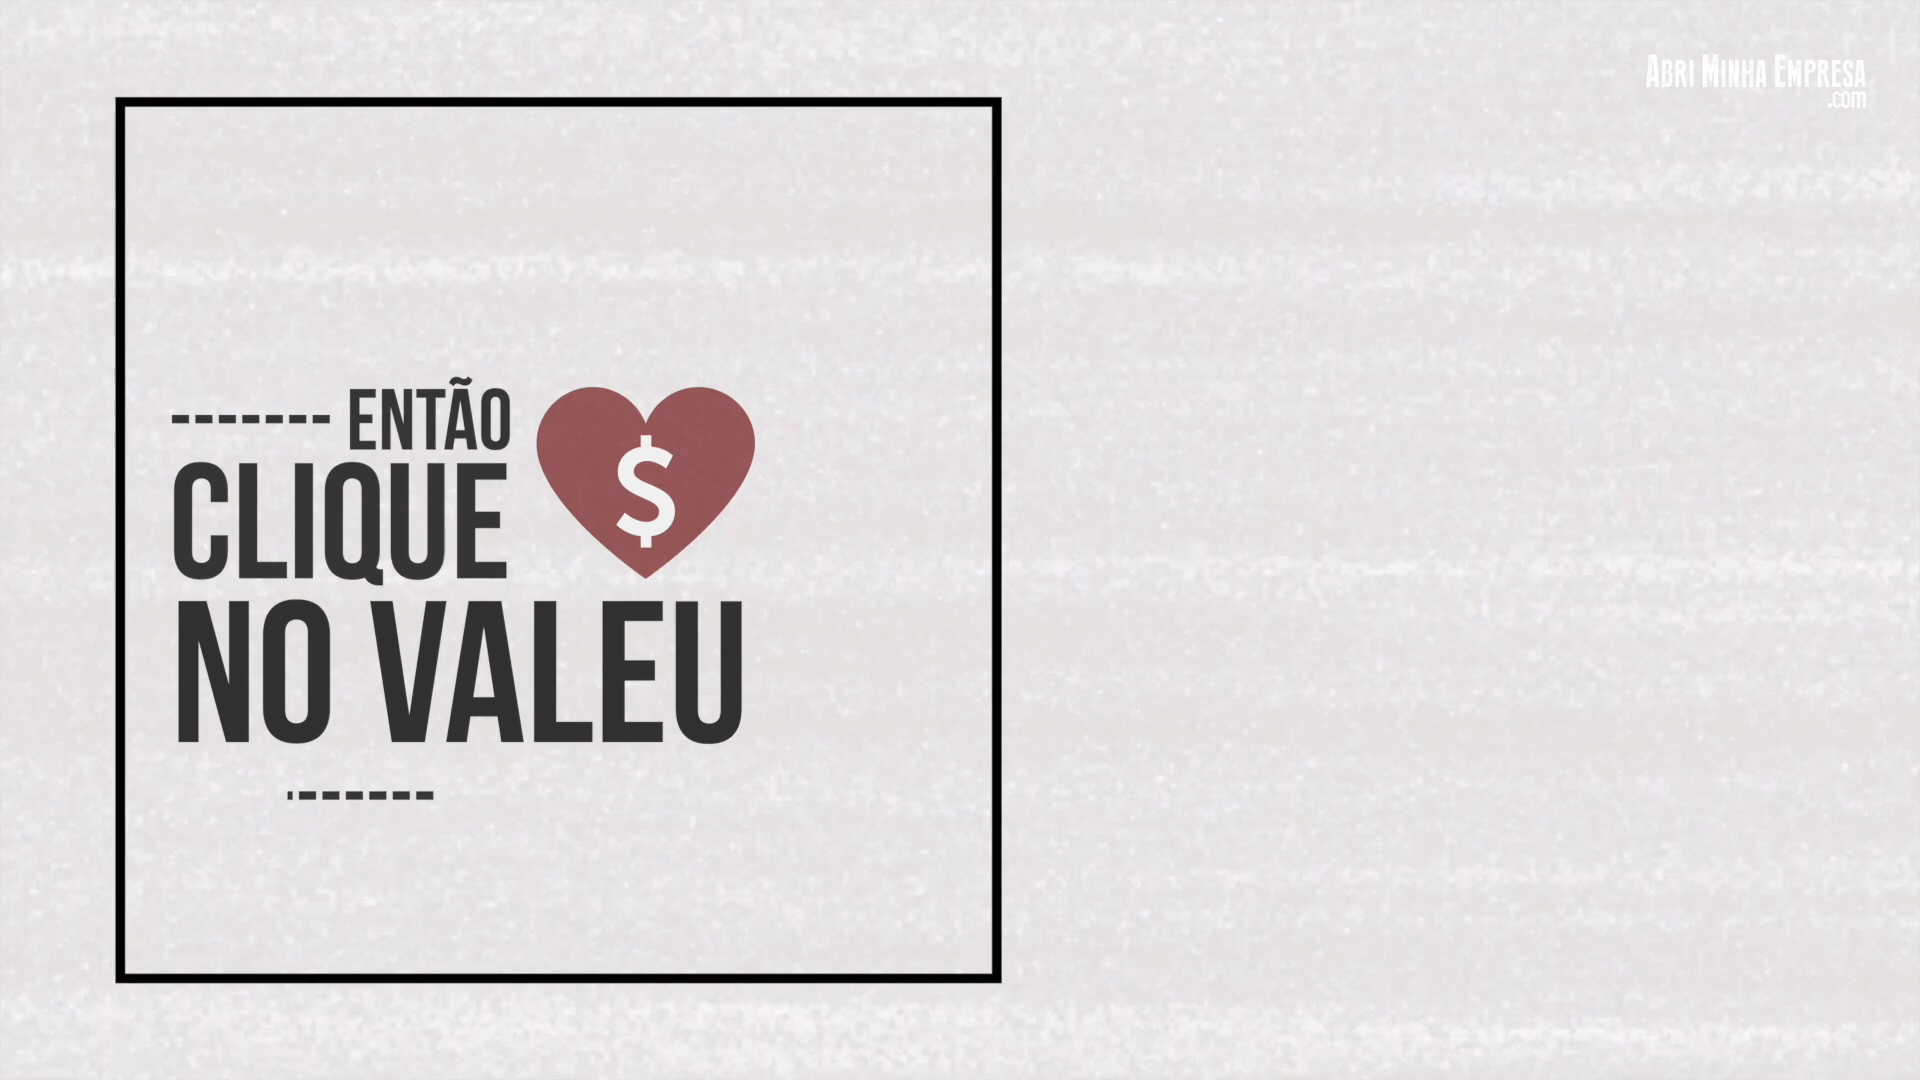 ABRI MINHA EMPRESA
.com
ENTÃO
CLIQUE
$
NO VALEU